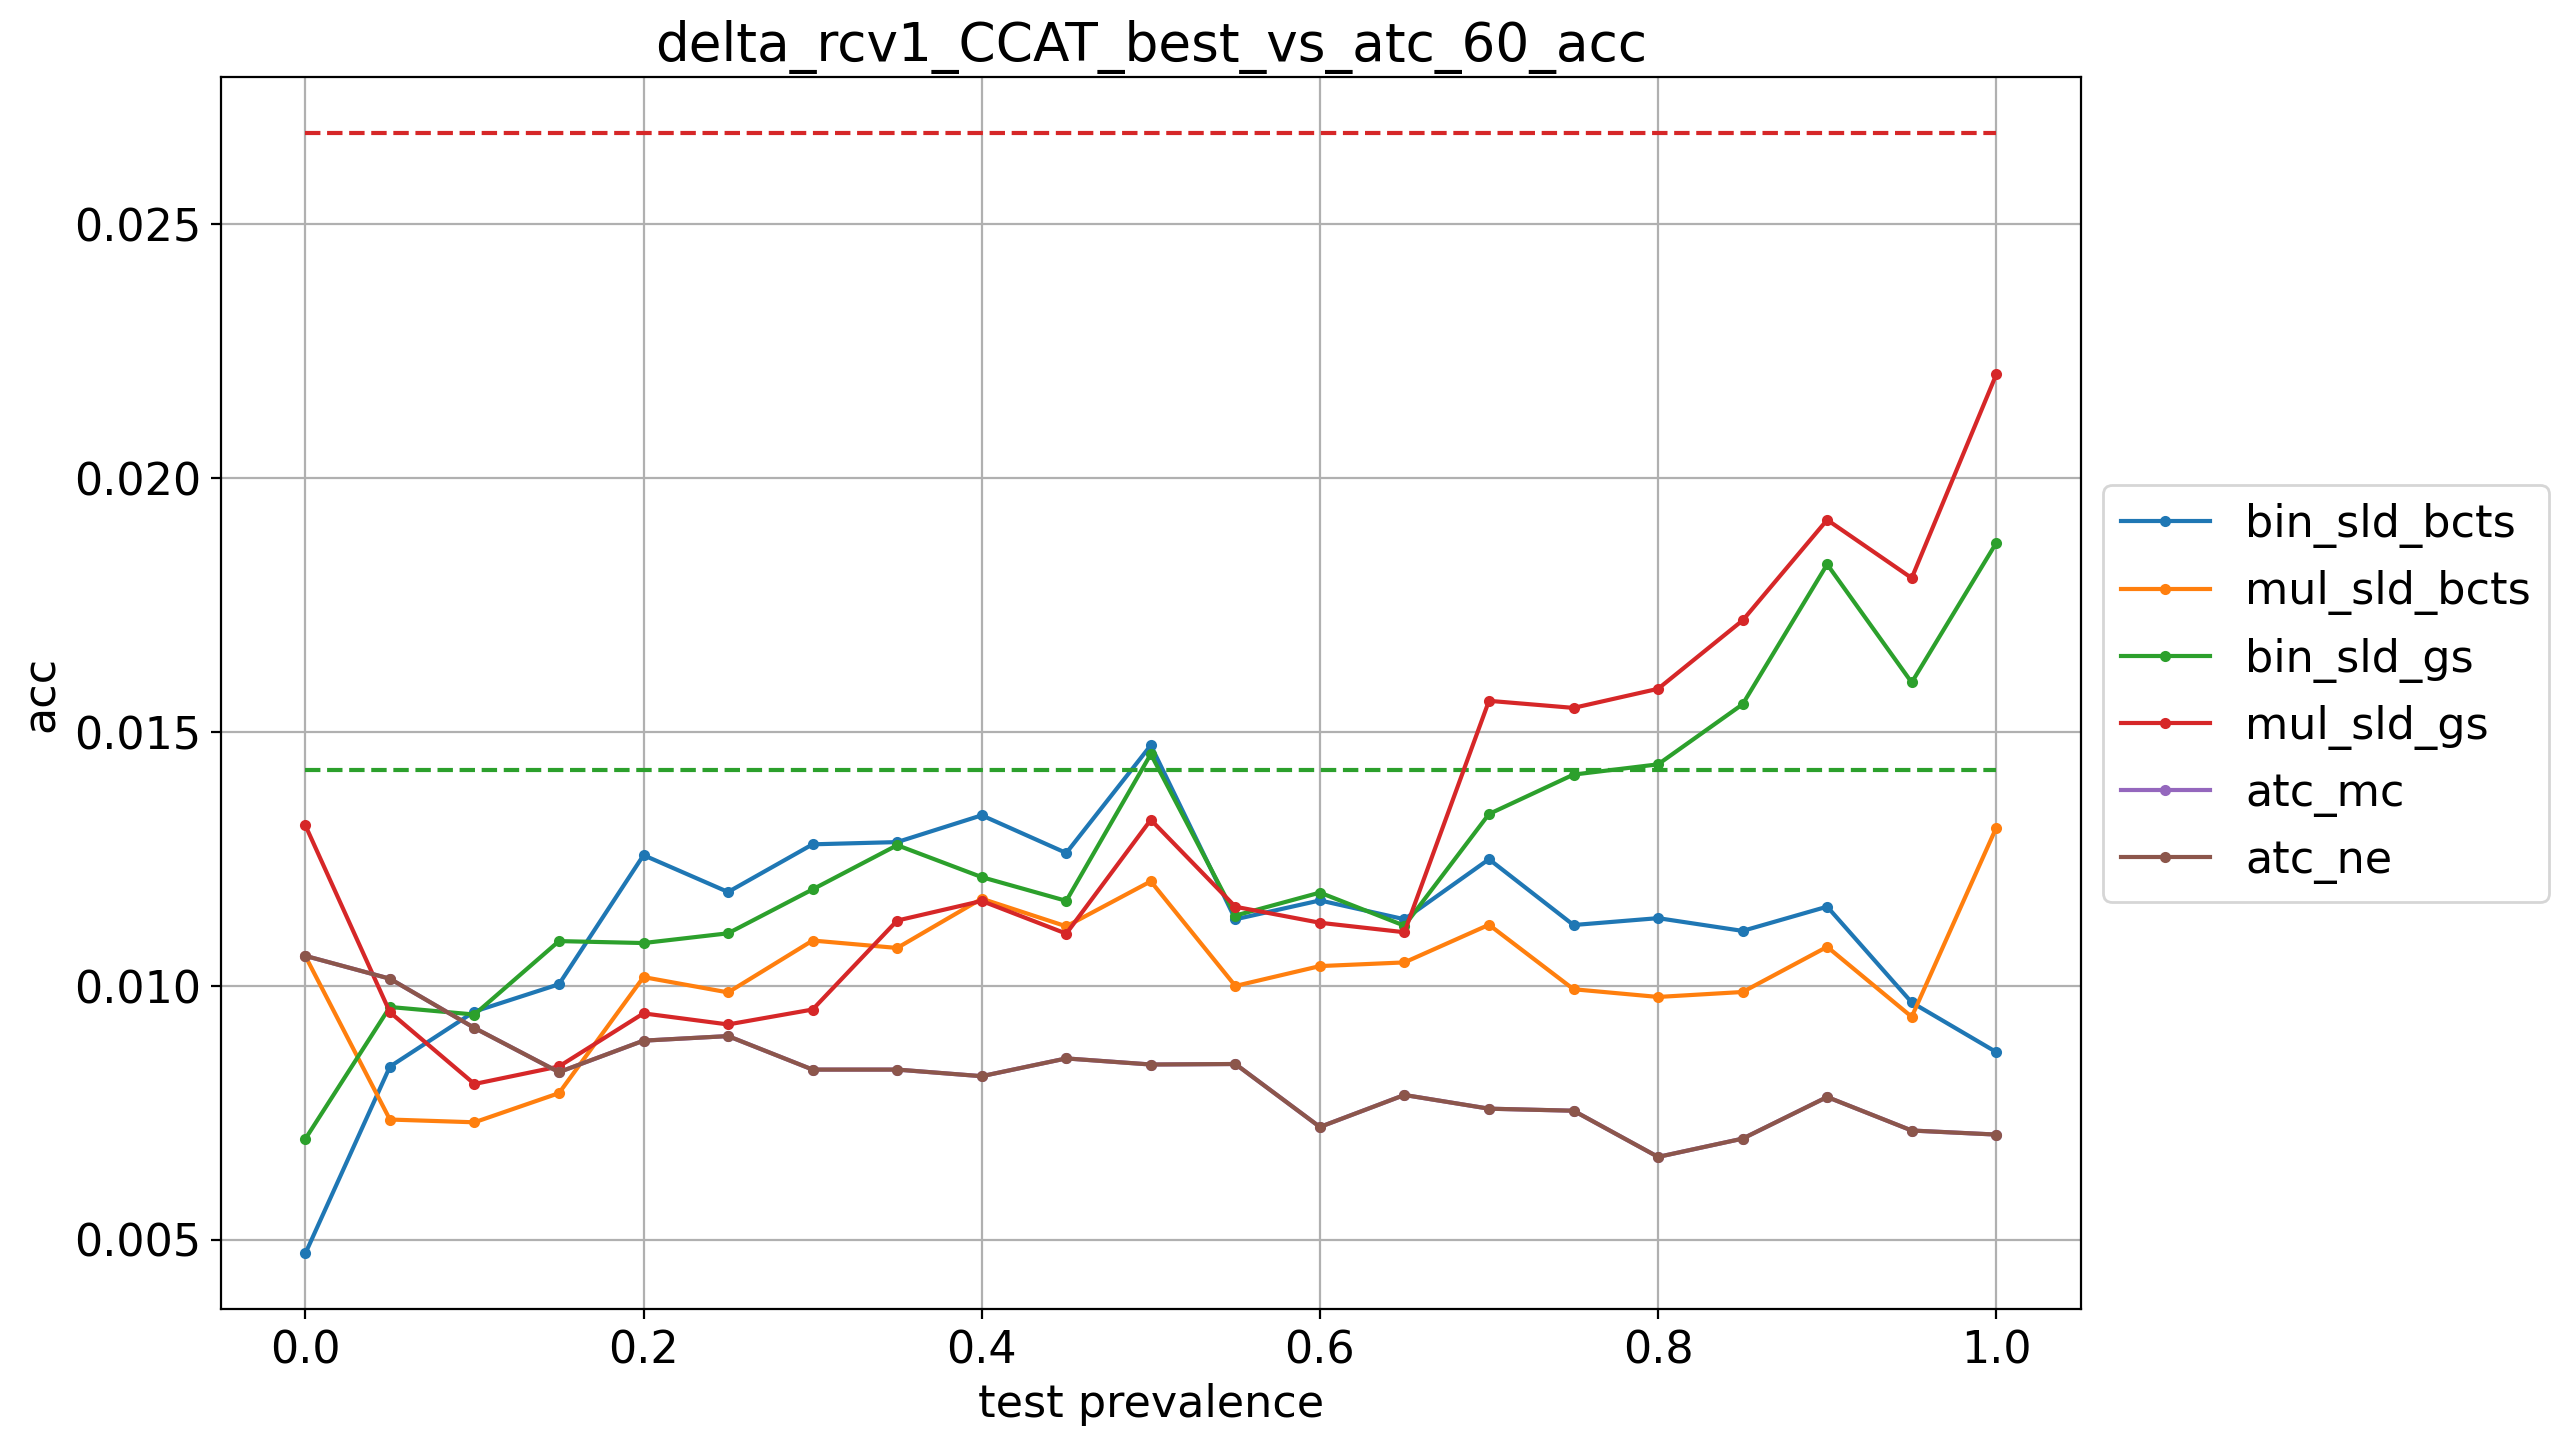 delta_rcv1_CCAT_best_vs_atc_60_acc
0.025
0.020
0.015
0.010
0.005
acc
0.0 0.2 0.4 0.6 0.8 1.0
test prevalence
bin_sld_bcts
mul_sld_bcts
bin_sld_gs
mul_sld_gs
atc_mc
atc_ne